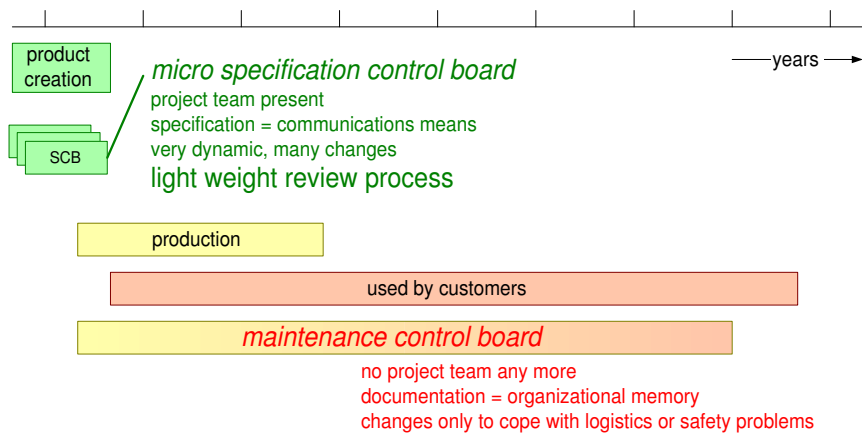 product
creation
years
micro specification control board
project team present
specification = communications means
very dynamic, many changes
light weight review process
SCB
production
used by customers
maintenance control board
no project team any more
documentation = organizational memory
changes only to cope with logistics or safety problems